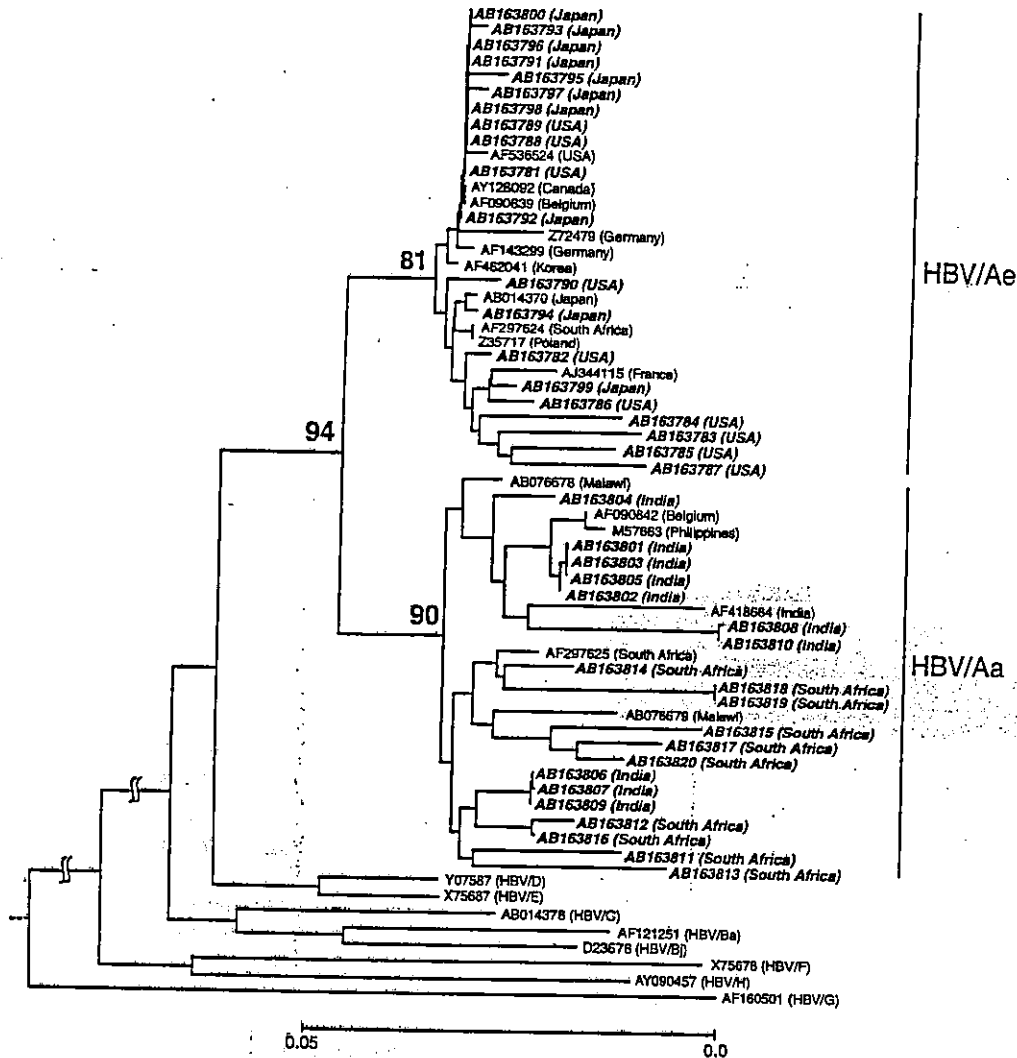 AB163800 (Japan)
AB163793 (Japan)
AB163796 (Japan)
AB163791 (Japan)
AB163795 (Japan)
AB163797 (Japan)
AB163798 (Japan)
AB163789 (USA)
AB163788 (USA)
AF536524 (USA)
AB163781 (USA)
AY128092 (Canada)
AF090839 (Belgium)
AB163792 (Japan)
Z72479 (Germany)
AF143299 (Germany)
81
AF462041 (Korea)
HBV/Ae
AB163790 (USA)
AB014370 (Japan)
AB163794 (Japan)
AF297624 (South Africa)
Z35717 (Poland)
AB163782 (USA)
AJ344115 (France)
AB163799 (Japan)
AB163786 (USA)
AB163784 (USA)
94
AB163783 (USA)
AB163785 (USA)
AB163787 (USA)
AB076678 (Malawi)
AB163804 (India)
AF090842 (Belgium)
M57663 (Philippines)
AB163801 (India)
AB163803 (India)
AB163805 (India)
AB163802 (India)
90
AF418684 (India)
AB163808 (India)
AB163810 (India)
AF297625 (South Africa)
HBV/Aa
AB163814 (South Africa)
AB163818 (South Africa)
AB163819 (South Africa)
AB076679 (Malawi)
AB163815 (South Africa)
AB163817 (South Africa)
AB163820 (South Africa)
AB163806 (India)
AB163807 (India)
AB163809 (India)
AB163812 (South Africa)
AB163816 (South Africa)
AB163811 (South Africa)
AB163813 (South Africa)
Y07587 (HBV/D)
X75687 (HBV/E)
AB014378 (HBV/C)
AF121251 (HBV/Ba)
D23678 (HBV/Bj)
X75678 (HBV/F)
AY090457 (HBV/H)
AF160501 (HBV/G)
0.05 0.0